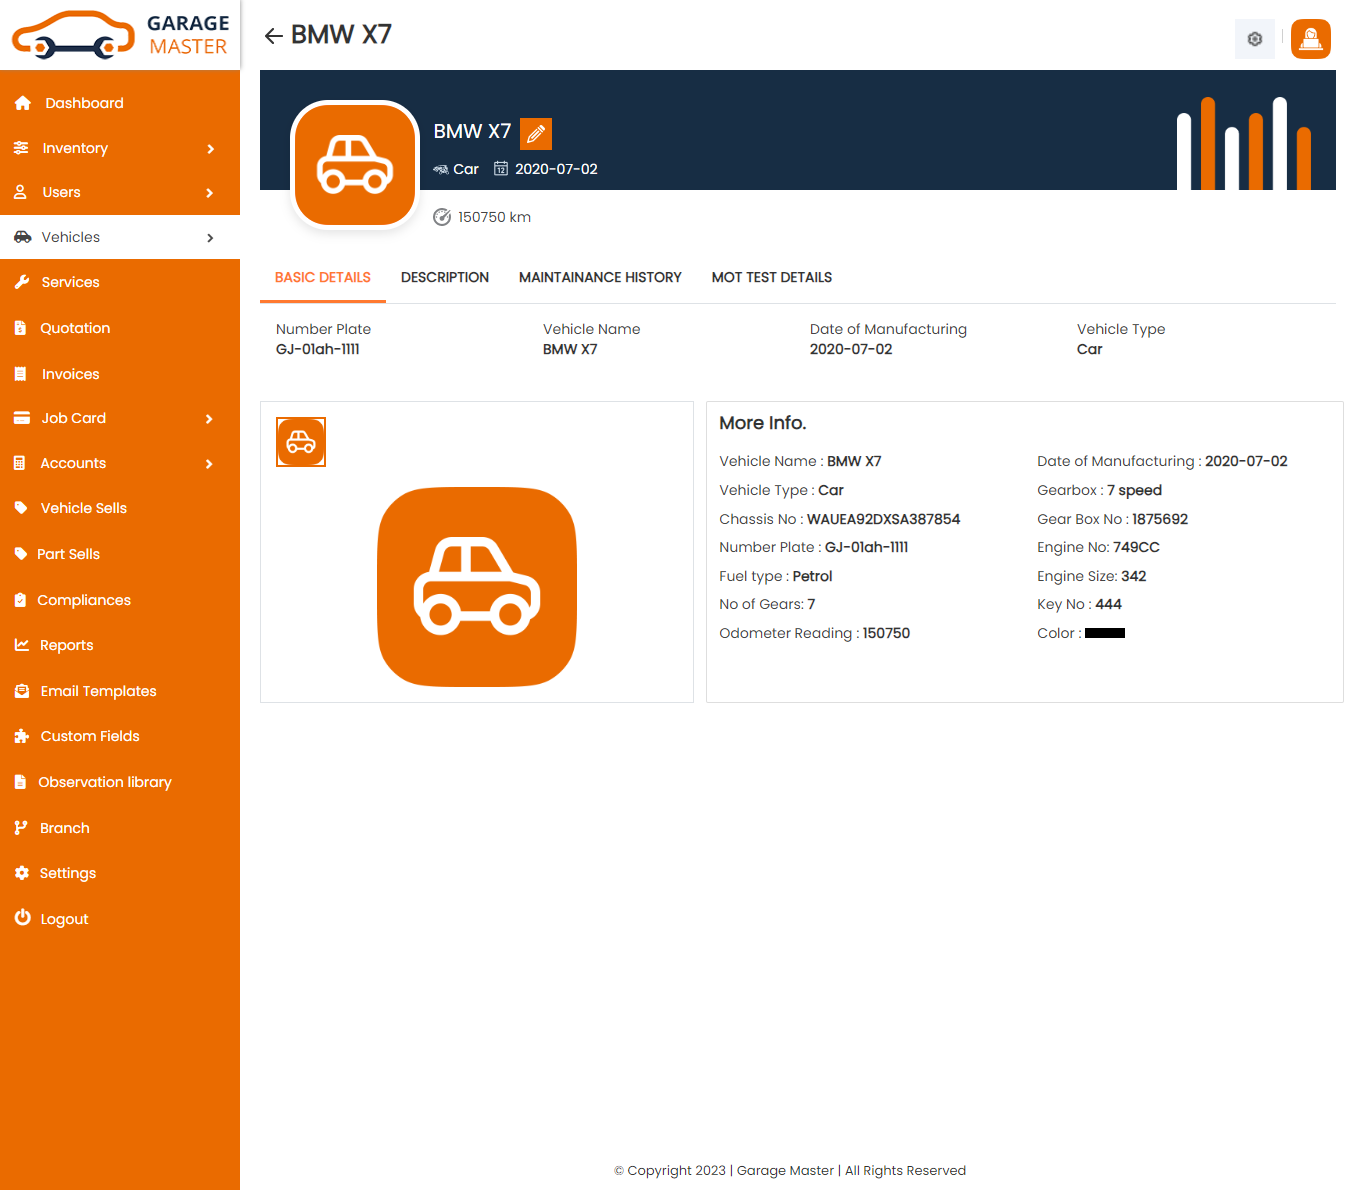 GARAGE
MASTER
BMW X7
Dashboard
Inventory
Users
Vehicles
Services
Quotation
Invoices
Job Card
Accounts
Vehicle Sells
Part Sells
Compliances
Reports
Email Templates
Custom Fields
Observation library
Branch
Settings
Logout
BMW X7
Car 12 2020-07-02
150750 km
BASIC DETAILS DESCRIPTION MAINTAINANCE HISTORY MOT TEST DETAILS
Number Plate Vehicle Name Date of Manufacturing Vehicle Type
GJ-01ah-1111 BMW X7 2020-07-02 Car
More Info.
Vehicle Name : BMW X7 Date of Manufacturing : 2020-07-02
Vehicle Type : Car Gearbox : 7 speed
Chassis No : WAUEA92DXSA387854 Gear Box No : 1875692
Number Plate : GJ-01ah-1111 Engine No: 749CC
Fuel type : Petrol Engine Size: 342
No of Gears: 7 Key No : 444
Odometer Reading : 150750 Color :
© Copyright 2023 | Garage Master | All Rights Reserved